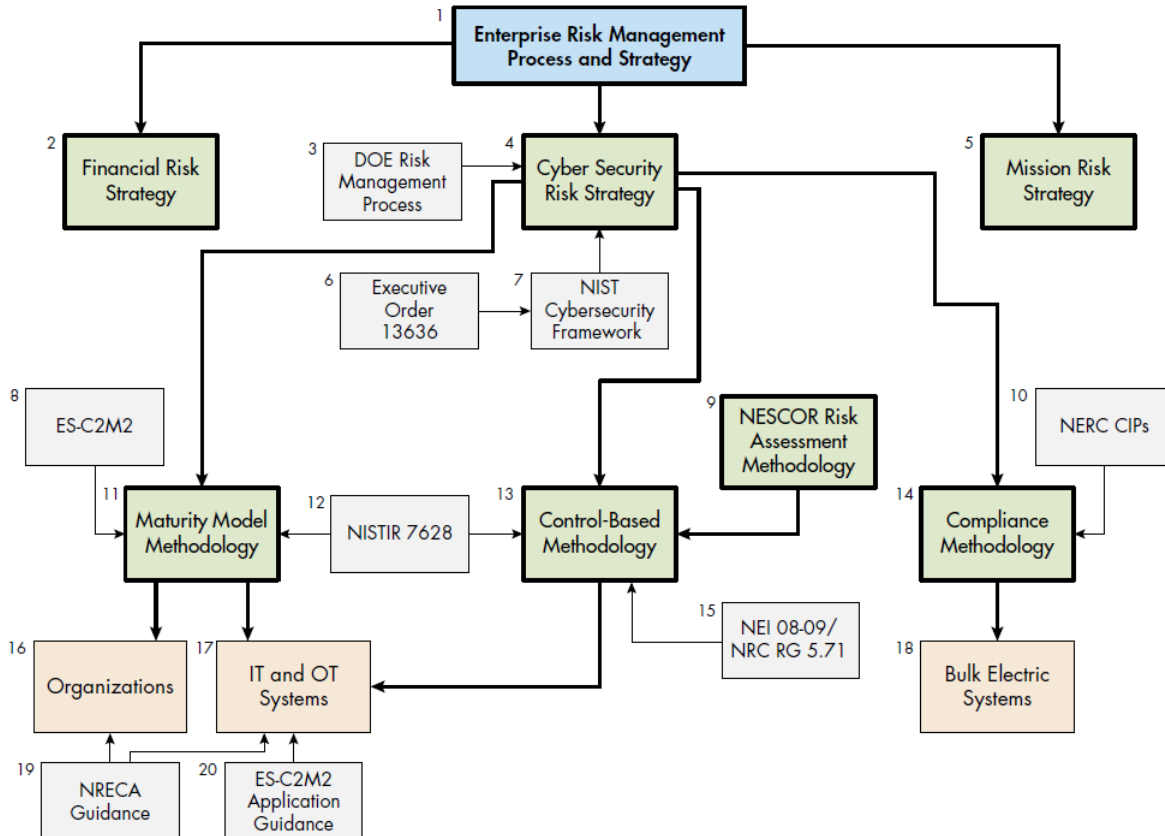 1
Enterprise Risk Management
Process and Strategy
2
Financial Risk
Strategy
3
DOE Risk
Management
Process
4
Cyber Security
Risk Strategy
5
Mission Risk
Strategy
6
Executive
Order
13636
7
NIST
Cybersecurity
Framework
8
ES-C2M2
9
NESCOR Risk
Assessment
Methodology
10
NERC CIPs
11
Maturity Model
Methodology
12
NISTIR 7628
13
Control-Based
Methodology
14
Compliance
Methodology
15
NEI 08-09/
NRC RG 5.71
16
Organizations
17
IT and OT
Systems
18
Bulk Electric
Systems
19
NRECA
Guidance
20
ES-C2M2
Application
Guidance